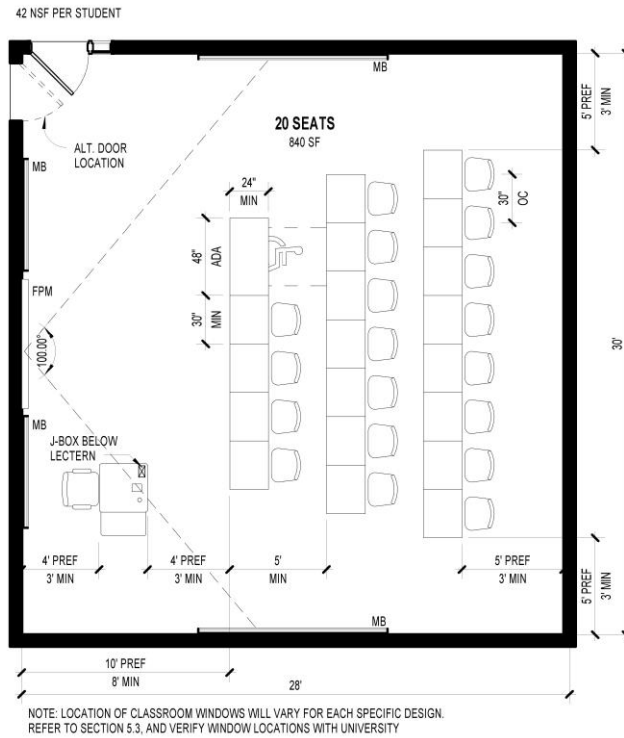 42 NSF PER STUDENT
MB
20 SEATS
840 SF
ALT. DOOR
LOCATION
MB
24"
MIN
30"
OC
5' PREF
3' MIN
48"
ADA
FPM
30"
MIN
100.00°
30'
MB
J-BOX BELOW
LECTERN
4' PREF
3' MIN
4' PREF
3' MIN
5'
MIN
5' PREF
3' MIN
5' PREF
3' MIN
MB
10' PREF
8' MIN
28'
NOTE: LOCATION OF CLASSROOM WINDOWS WILL VARY FOR EACH SPECIFIC DESIGN.
REFER TO SECTION 5.3, AND VERIFY WINDOW LOCATIONS WITH UNIVERSITY